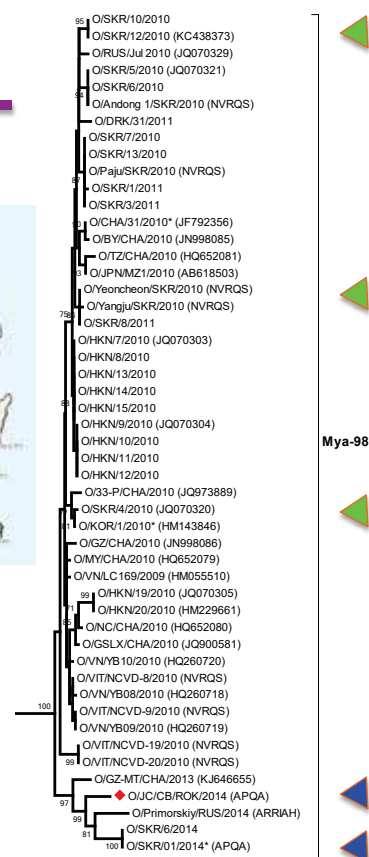 95
O/SKR/10/2010
O/SKR/12/2010 (KC438373)
O/RUS/Jul 2010 (JQ070329)
O/SKR/5/2010 (JQ070321)
O/SKR/6/2010
O/Andong 1/SKR/2010 (NVRQS)
O/DRK/31/2011
O/SKR/7/2010
O/SKR/13/2010
O/Paju/SKR/2010 (NVRQS)
O/SKR/1/2011
O/SKR/3/2011
O/CHA/31/2010* (JF792356)
O/BY/CHA/2010 (JN998085)
O/TZ/CHA/2010 (HQ652081)
O/JPN/MZ1/2010 (AB618503)
O/Yeoncheon/SKR/2010 (NVRQS)
O/Yangju/SKR/2010 (NVRQS)
O/SKR/8/2011
O/HKN/7/2010 (JQ070303)
O/HKN/8/2010
O/HKN/13/2010
O/HKN/14/2010
O/HKN/15/2010
O/HKN/9/2010 (JQ070304)
O/HKN/10/2010
Mya-98
O/HKN/11/2010
O/HKN/12/2010
O/33-P/CHA/2010 (JQ973889)
O/SKR/4/2010 (JQ070320)
O/KOR/1/2010* (HM143846)
O/GZ/CHA/2010 (JN998086)
O/MY/CHA/2010 (HQ652079)
O/VN/LC169/2009 (HM055510)
99
O/HKN/19/2010 (JQ070305)
O/HKN/20/2010 (HM229661)
O/NC/CHA/2010 (HQ652080)
O/GSLX/CHA/2010 (JQ900581)
O/VN/YB10/2010 (HQ260720)
O/VIT/NCVD-8/2010 (NVRQS)
O/VN/YB08/2010 (HQ260718)
O/VIT/NCVD-9/2010 (NVRQS)
100
O/VN/YB09/2010 (HQ260719)
O/VIT/NCVD-19/2010 (NVRQS)
99
O/VIT/NCVD-20/2010 (NVRQS)
O/GZ-MT/CHA/2013 (KJ646655)
97
O/JC/CB/ROK/2014 (APQA)
99
O/Primorskiy/RUS/2014 (ARRIAH)
81
O/SKR/6/2014
100
O/SKR/01/2014* (APQA)